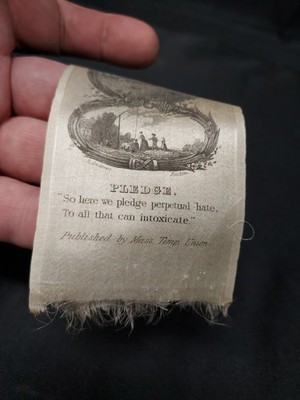 PLEDGE.
"So here we pledge perpetual hate,
To all that can intoxicate."
Published by Mass. Temp. Union